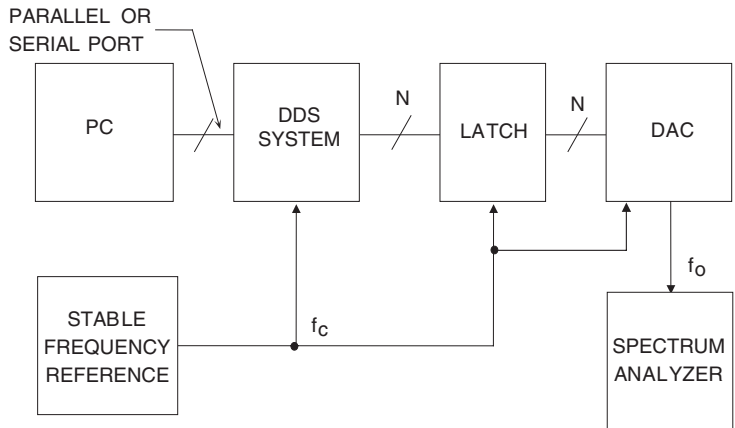 PARALLEL OR
SERIAL PORT
PC
DDS
SYSTEM
N
LATCH
N
DAC
STABLE
FREQUENCY
REFERENCE
fc
fo
SPECTRUM
ANALYZER